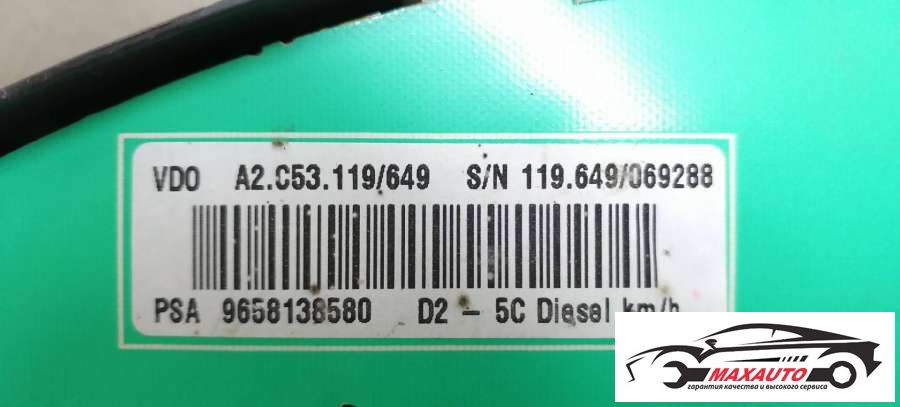 VDO A2.C53.119/649 S/N 119.649/069288
PSA 9658138580 D2 - 5C Diesel km/h
MAXAUTO
гарантия качества и высокого сервиса